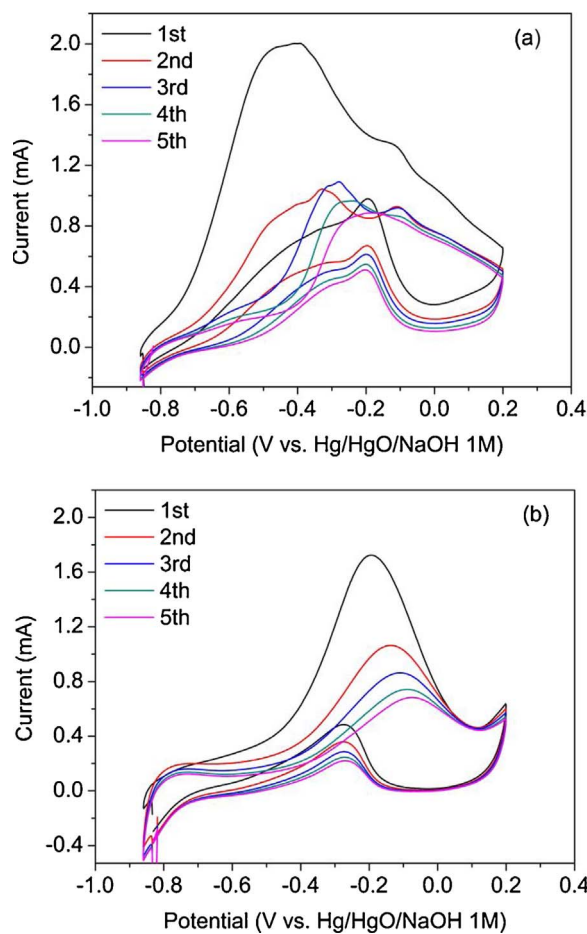 (a)
1st
2nd
3rd
4th
5th
2.0
1.6
1.2
0.8
0.4
0.0
Current (mA)
-1.0 -0.8 -0.6 -0.4 -0.2 0.0 0.2 0.4
Potential (V vs. Hg/HgO/NaOH 1M)
(b)
1st
2nd
3rd
4th
5th
2.0
1.6
1.2
0.8
0.4
0.0
-0.4
Current (mA)
-1.0 -0.8 -0.6 -0.4 -0.2 0.0 0.2 0.4
Potential (V vs. Hg/HgO/NaOH 1M)